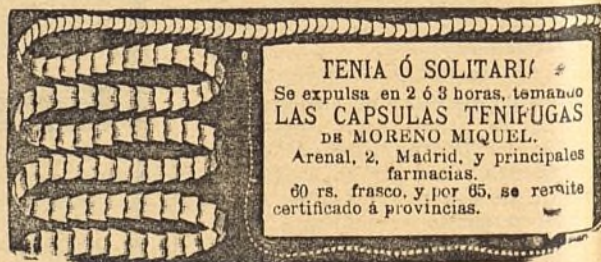 TENIA Ó SOLITARIA
Se expulsa en 2 ó 3 horas, tomando
LAS CAPSULAS TENIFUGAS
DE MORENO MIQUEL.
Arenal, 2, Madrid, y principales
farmacias.
60 rs. frasco, y por 65, se remite
certificado á provincias.